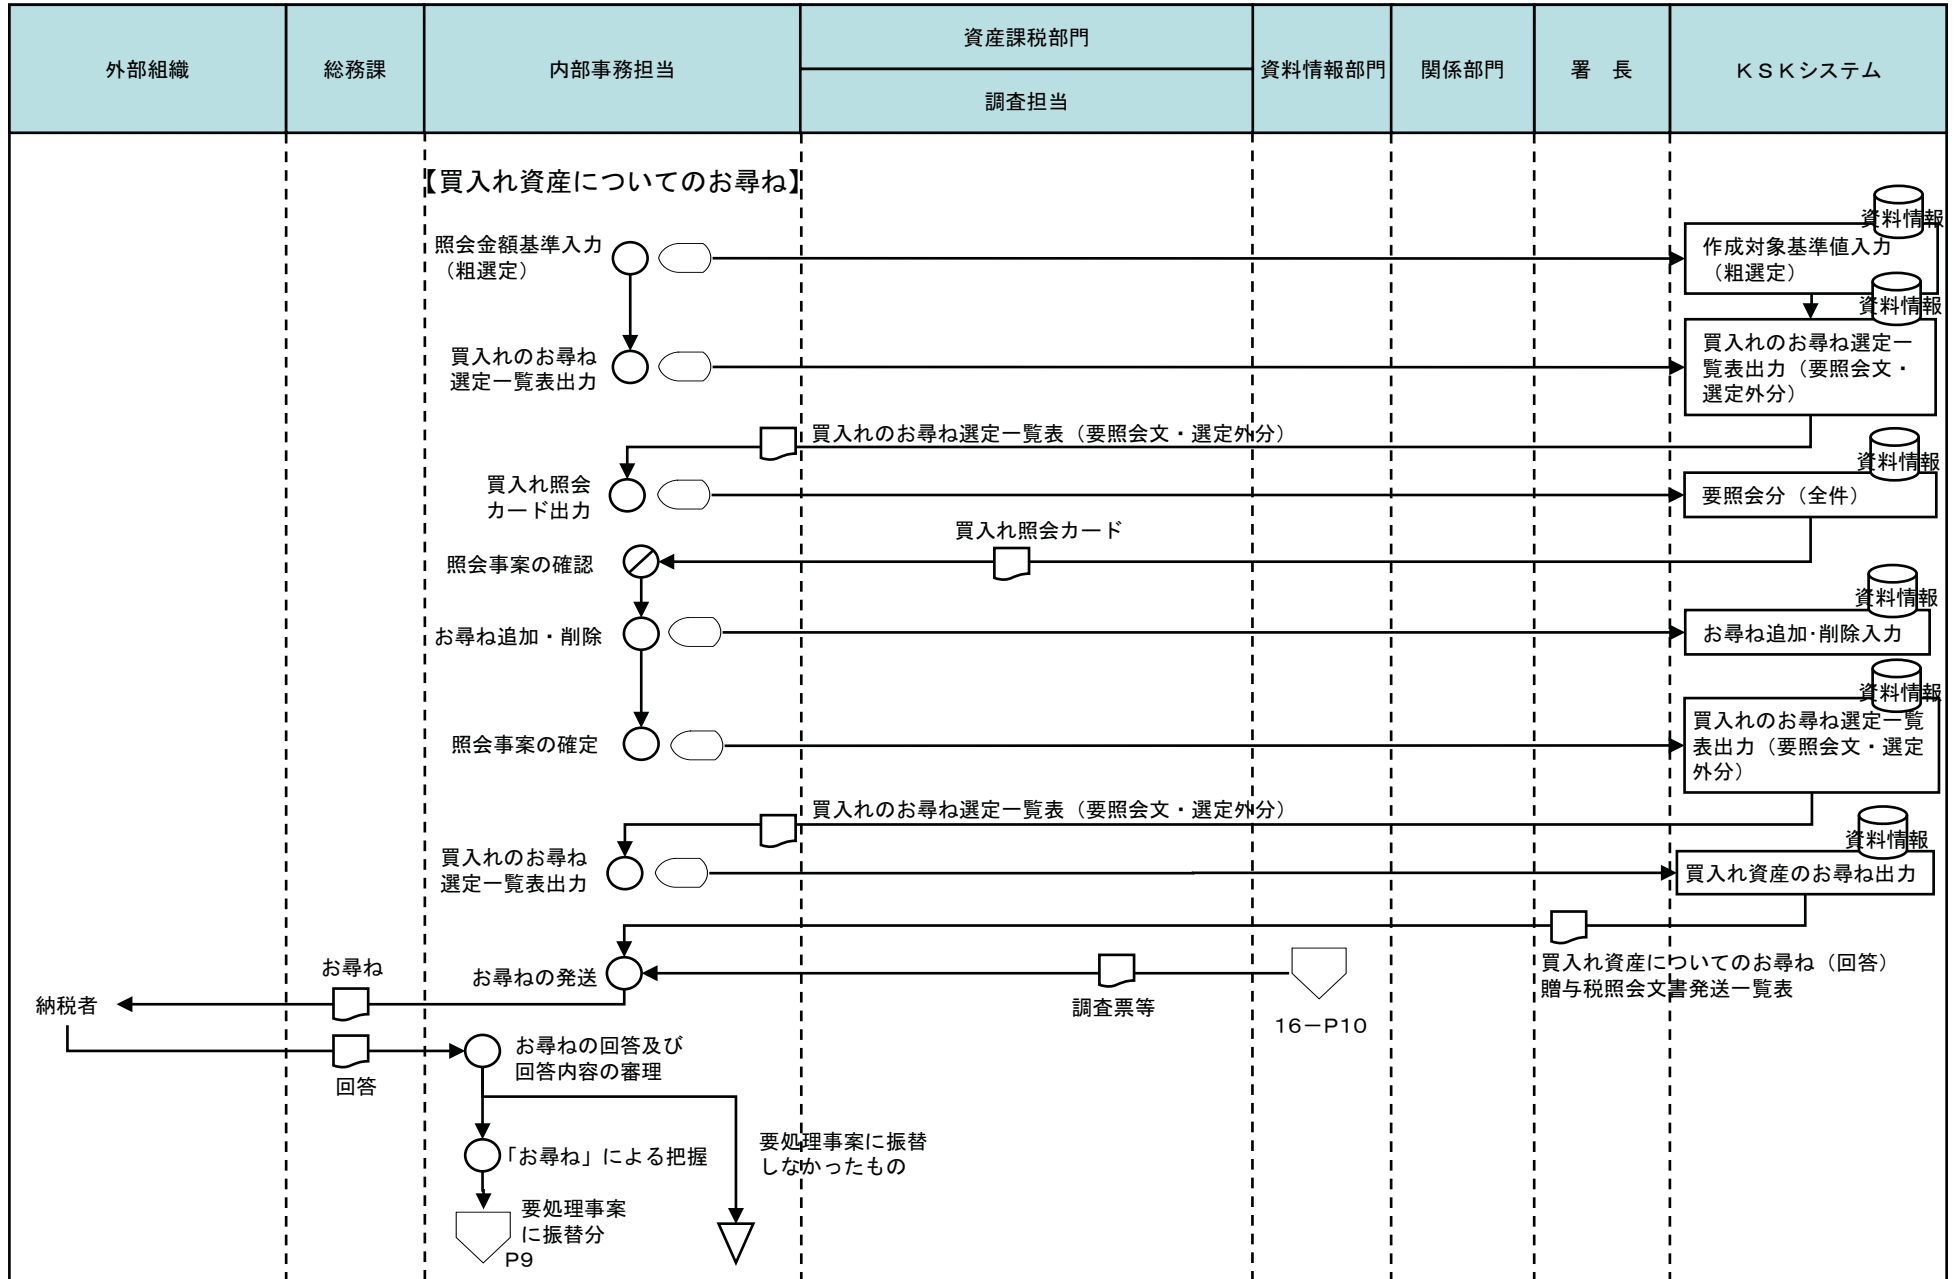 外部組織
総務課
内部事務担当
資産課税部門
調査担当
資料情報部門
関係部門
署　長
ＫＳＫシステム
【買入れ資産についてのお尋ね】
照会金額基準入力
（粗選定）
資料情報
作成対象基準値入力
（粗選定）
買入れのお尋ね
選定一覧表出力
資料情報
買入れのお尋ね選定一
覧表出力（要照会文・
選定外分）
買入れのお尋ね選定一覧表（要照会文・選定外分）
買入れ照会
カード出力
資料情報
要照会分（全件）
買入れ照会カード
照会事案の確認
お尋ね追加・削除
資料情報
お尋ね追加･削除入力
照会事案の確定
資料情報
買入れのお尋ね選定一覧
表出力（要照会文・選定
外分）
買入れのお尋ね選定一覧表（要照会文・選定外分）
買入れのお尋ね
選定一覧表出力
資料情報
買入れ資産のお尋ね出力
買入れ資産についてのお尋ね（回答）
贈与税照会文書発送一覧表
お尋ね
お尋ねの発送
調査票等
16－P10
納税者
回答
お尋ねの回答及び
回答内容の審理
「お尋ね」による把握
要処理事案に振替
しなかったもの
要処理事案
に振替分
P9